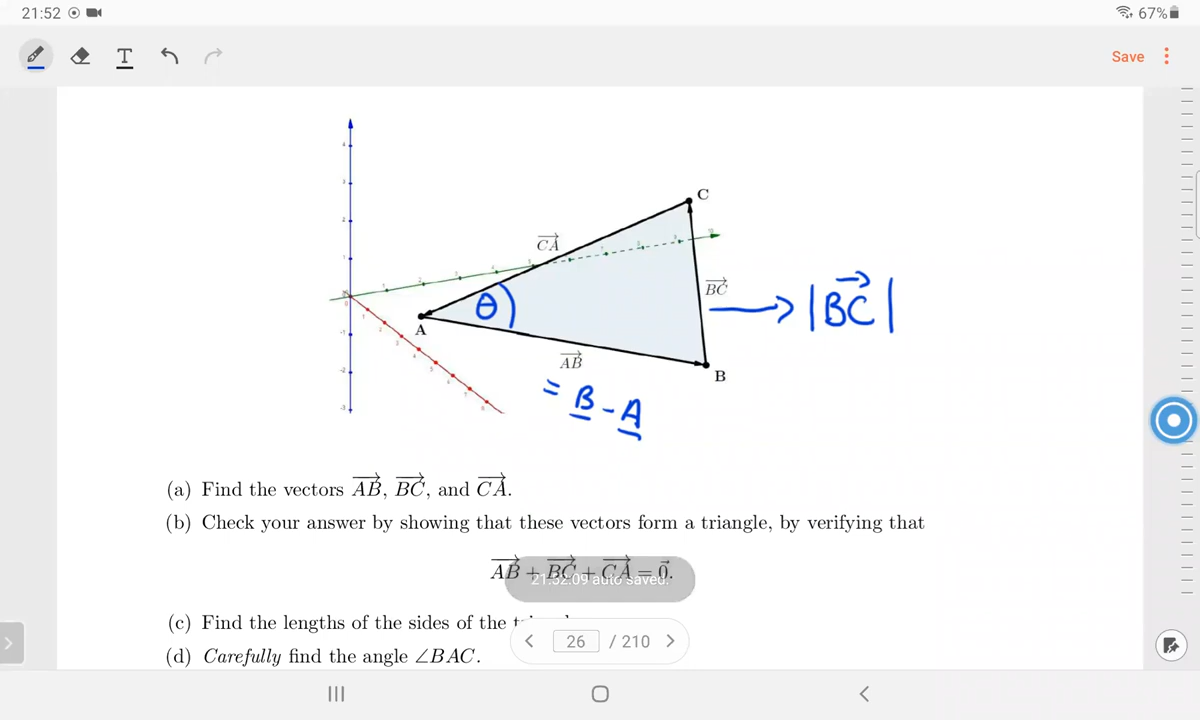 21:52 67%
T Save
C
CA
BC → |BC|
θ
A
AB
B
= B - A
(a) Find the vectors AB, BC, and CA.
(b) Check your answer by showing that these vectors form a triangle, by verifying that
AB + BC + CA = 0.
21:52:09 auto saved.
(c) Find the lengths of the sides of the
26 / 210
(d) Carefully find the angle ∠BAC.